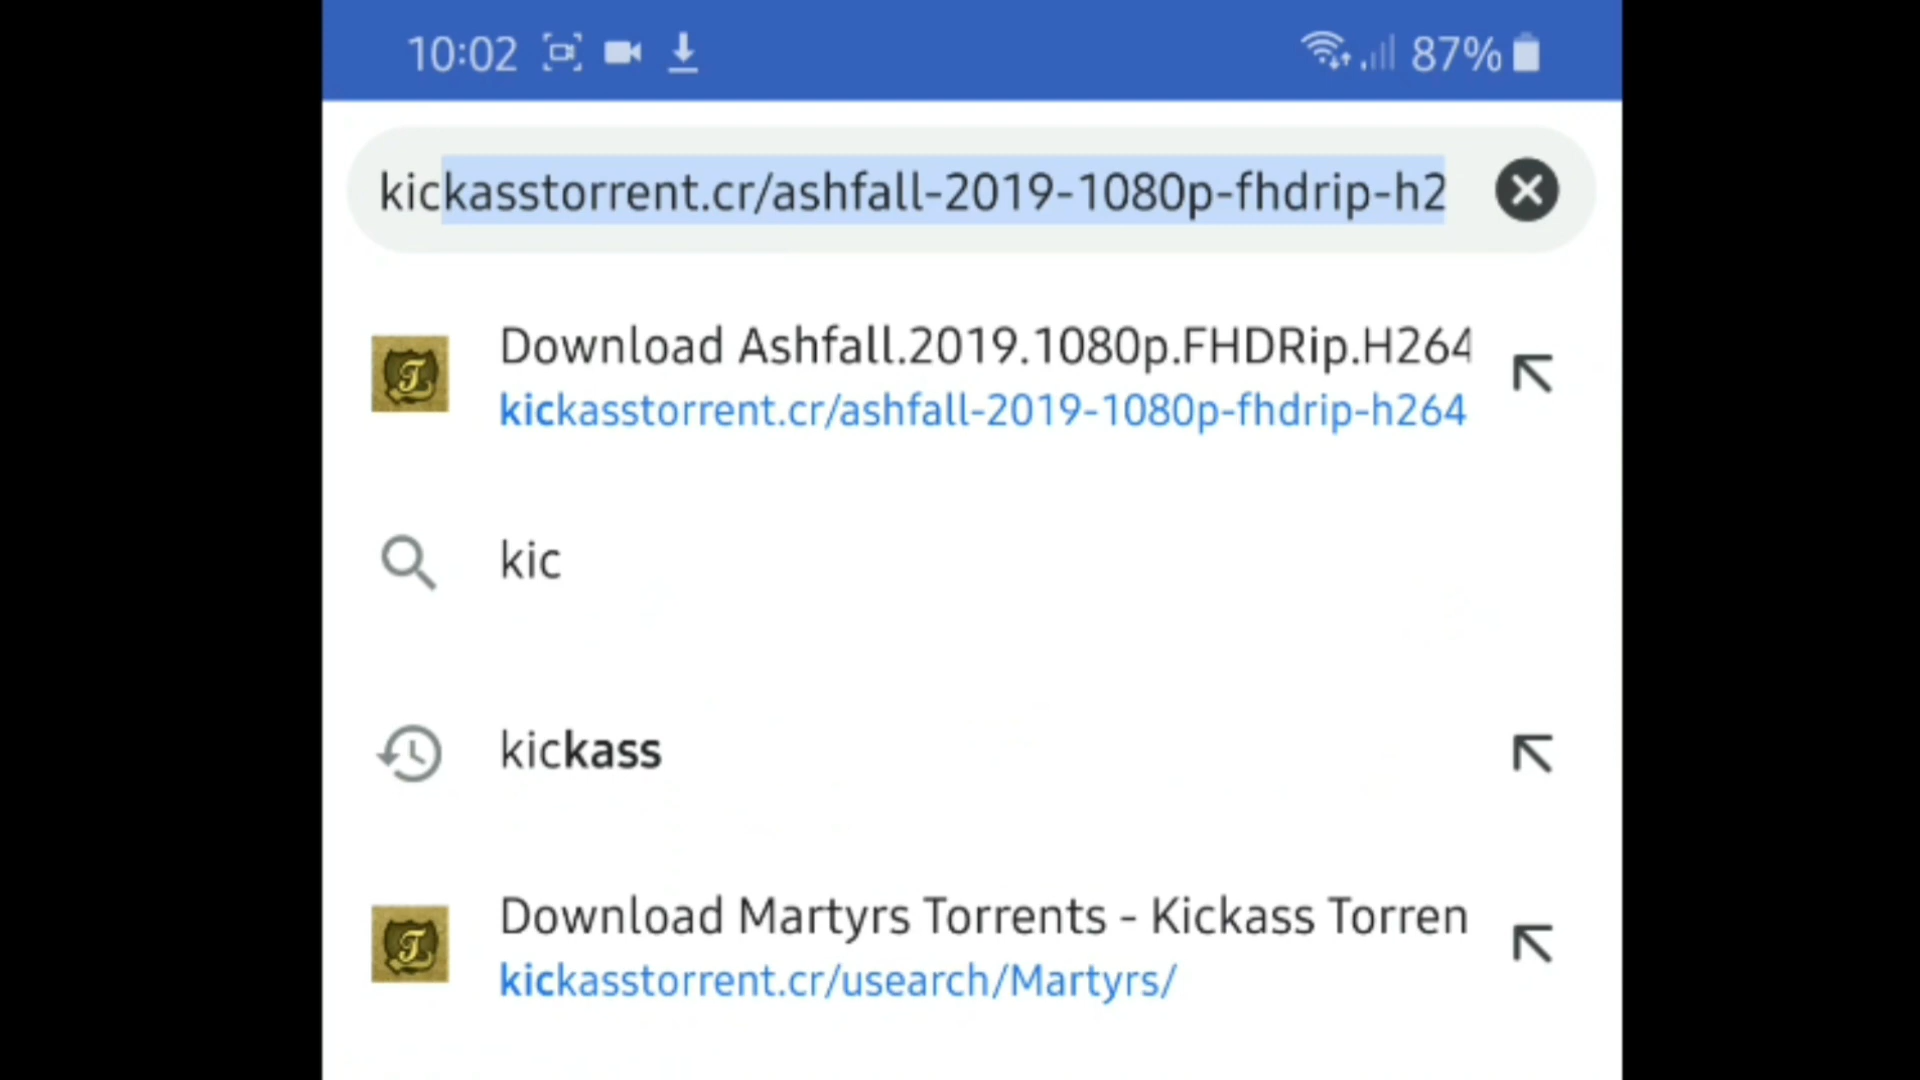 10:02 87%
kickasstorrent.cr/ashfall-2019-1080p-fhdrip-h2
Download Ashfall.2019.1080p.FHDRip.H264
kickasstorrent.cr/ashfall-2019-1080p-fhdrip-h264
kic
kickass
Download Martyrs Torrents - Kickass Torren
kickasstorrent.cr/usearch/Martyrs/